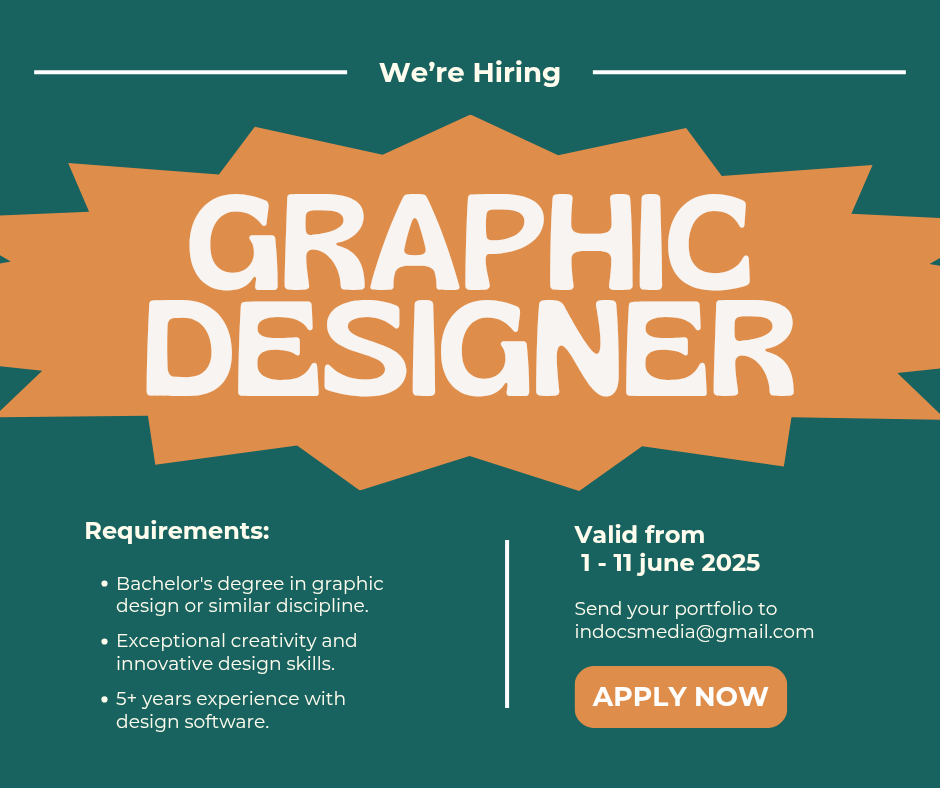 We’re Hiring
GRAPHIC
DESIGNER
Requirements:
• Bachelor's degree in graphic
design or similar discipline.
• Exceptional creativity and
innovative design skills.
• 5+ years experience with
design software.
Valid from
1 - 11 june 2025
Send your portfolio to
indocsmedia@gmail.com
APPLY NOW